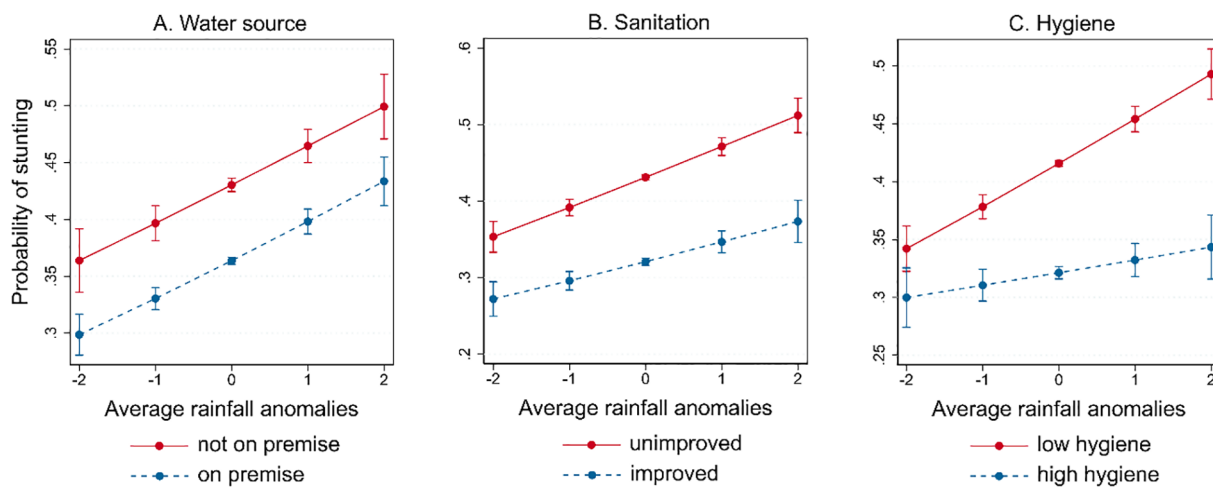 A. Water source
B. Sanitation
C. Hygiene
Probability of stunting
.55
.5
.45
.4
.35
.3
-2 -1 0 1 2
Average rainfall anomalies
not on premise
on premise
.6
.5
.4
.3
.2
-2 -1 0 1 2
Average rainfall anomalies
unimproved
improved
.5
.45
.4
.35
.3
.25
-2 -1 0 1 2
Average rainfall anomalies
low hygiene
high hygiene